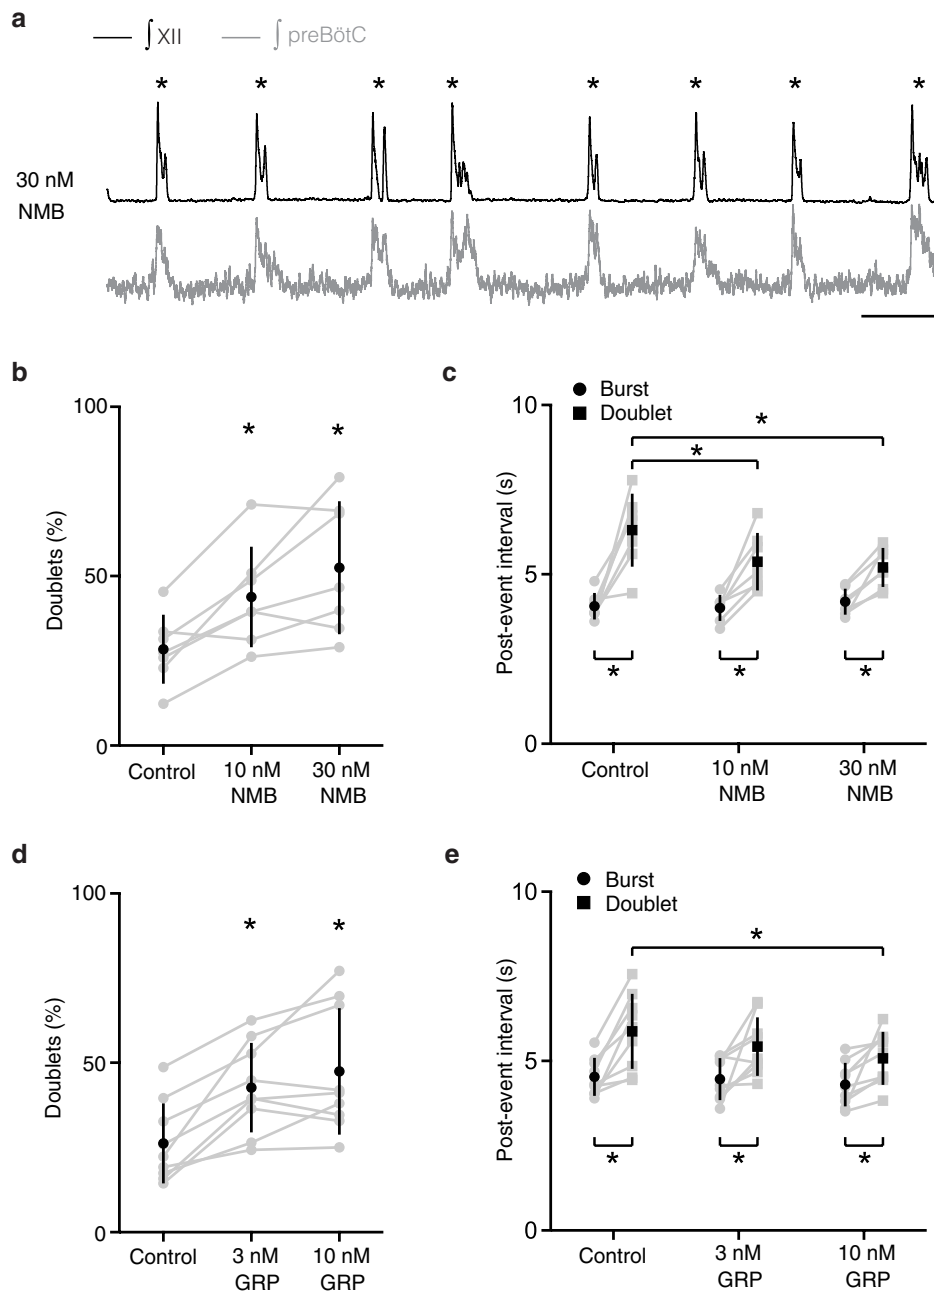 a
∫ XII ∫ preBötC
* * * * * * * *
30 nM
NMB
b
Doublets (%)
100
50
0
* *
Control
10 nM
NMB
30 nM
NMB
c
Burst
Doublet
Post-event interval (s)
10
5
0
*
*
* * *
Control
10 nM
NMB
30 nM
NMB
d
Doublets (%)
100
50
0
* *
Control
3 nM
GRP
10 nM
GRP
e
Burst
Doublet
Post-event interval (s)
10
5
0
*
* * *
Control
3 nM
GRP
10 nM
GRP